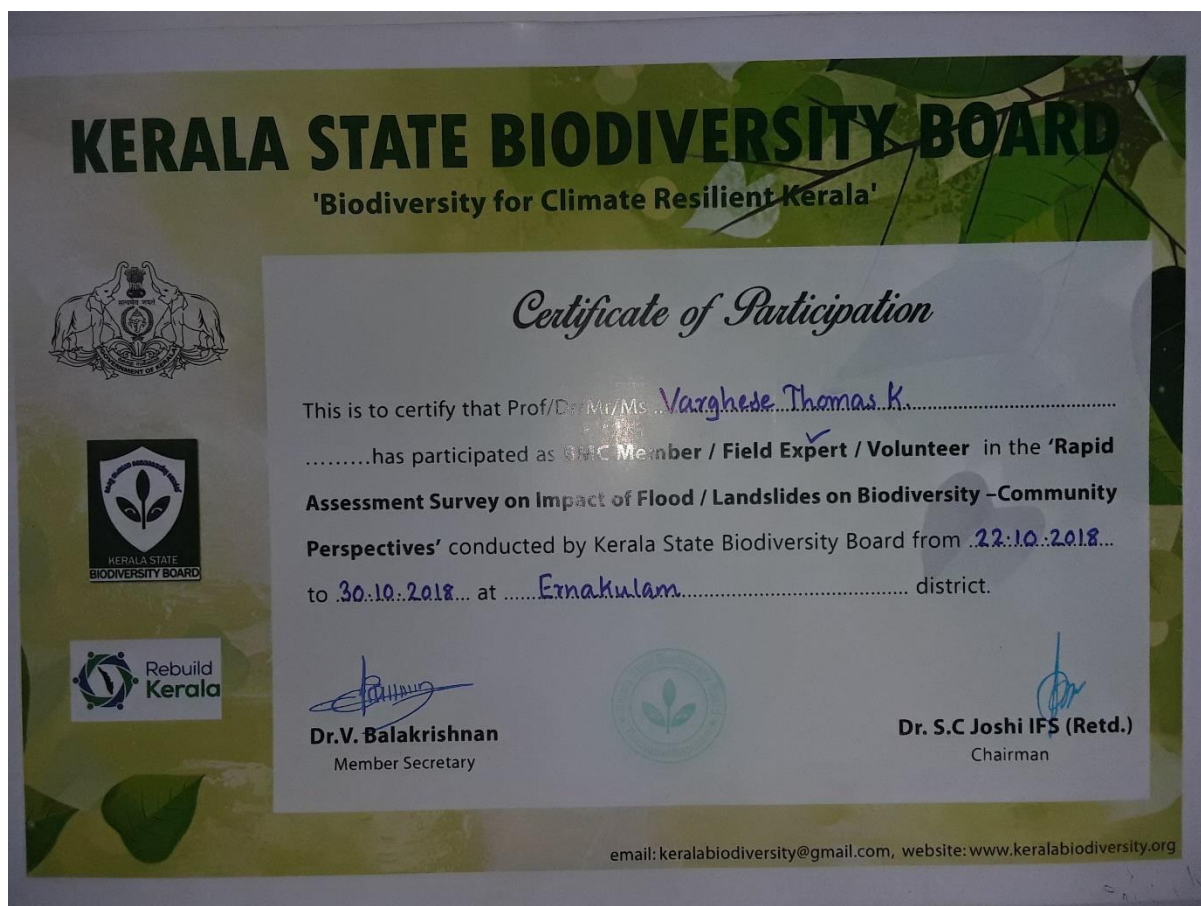 KERALA STATE BIODIVERSITY BOARD
'Biodiversity for Climate Resilient Kerala'
Certificate of Participation
This is to certify that Prof/Dr/Mr/Ms..Varghese Thomas K.
.........has participated as BMC Member / Field Expert / Volunteer in the 'Rapid
Assessment Survey on Impact of Flood / Landslides on Biodiversity –Community
Perspectives' conducted by Kerala State Biodiversity Board from .22.10.2018...
to .30.10.2018... at ......Ernakulam.......................................... district.
GOVERNMENT OF KERALA
KERALA STATE
BIODIVERSITY BOARD
Rebuild
Kerala
Dr.V. Balakrishnan
Member Secretary
Dr. S.C Joshi IFS (Retd.)
Chairman
email: keralabiodiversity@gmail.com, website: www.keralabiodiversity.org